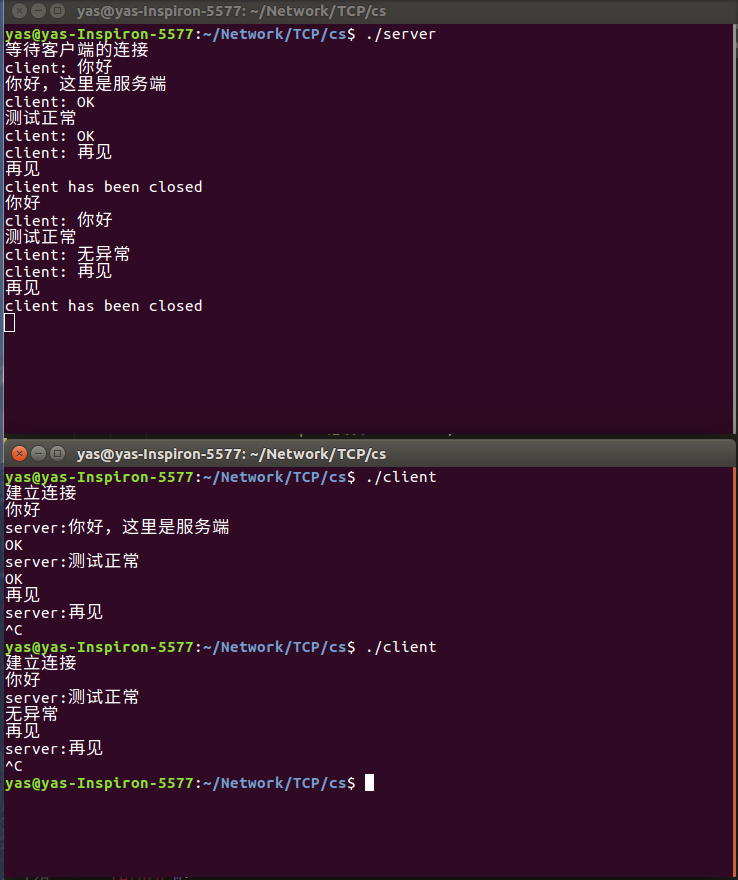 yas@yas-Inspiron-5577: ~/Network/TCP/cs
yas@yas-Inspiron-5577:~/Network/TCP/cs$ ./server
等待客户端的连接
client: 你好
你好，这里是服务端
client: OK
测试正常
client: OK
client: 再见
再见
client has been closed
你好
client: 你好
测试正常
client: 无异常
client: 再见
再见
client has been closed
yas@yas-Inspiron-5577: ~/Network/TCP/cs
yas@yas-Inspiron-5577:~/Network/TCP/cs$ ./client
建立连接
你好
server:你好，这里是服务端
OK
server:测试正常
OK
再见
server:再见
^C
yas@yas-Inspiron-5577:~/Network/TCP/cs$ ./client
建立连接
你好
server:测试正常
无异常
再见
server:再见
^C
yas@yas-Inspiron-5577:~/Network/TCP/cs$